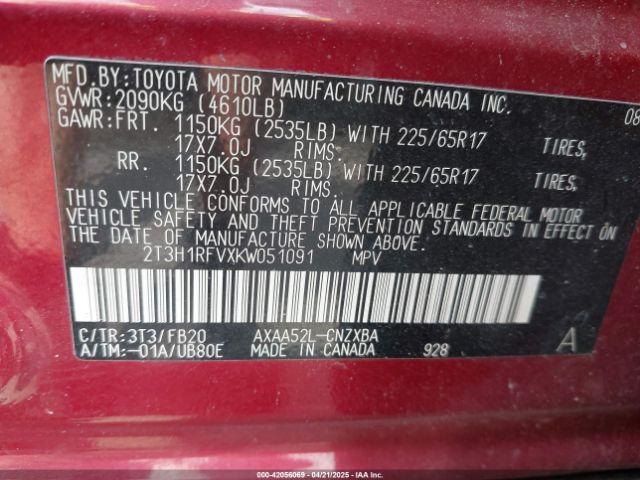 MFD.BY:TOYOTA MOTOR MANUFACTURING CANADA INC. 08
GVWR:2090KG (4610LB)
GAWR:FRT. 1150KG (2535LB) WITH 225/65R17 TIRES,
17X7.0J RIMS.
RR. 1150KG (2535LB) WITH 225/65R17 TIRES,
17X7.0J RIMS.
THIS VEHICLE CONFORMS TO ALL APPLICABLE FEDERAL MOTOR
VEHICLE SAFETY AND THEFT PREVENTION STANDARDS IN EFFECT ON
THE DATE OF MANUFACTURE SHOWN ABOVE.
2T3H1RFVXKW051091 MPV
C/TR:3T3/FB20 AXAA52L-CNZXBA A
A/TM:-01A/UB80E MADE IN CANADA 928
000-42056069 - 04/21/2025 - IAAI.COM